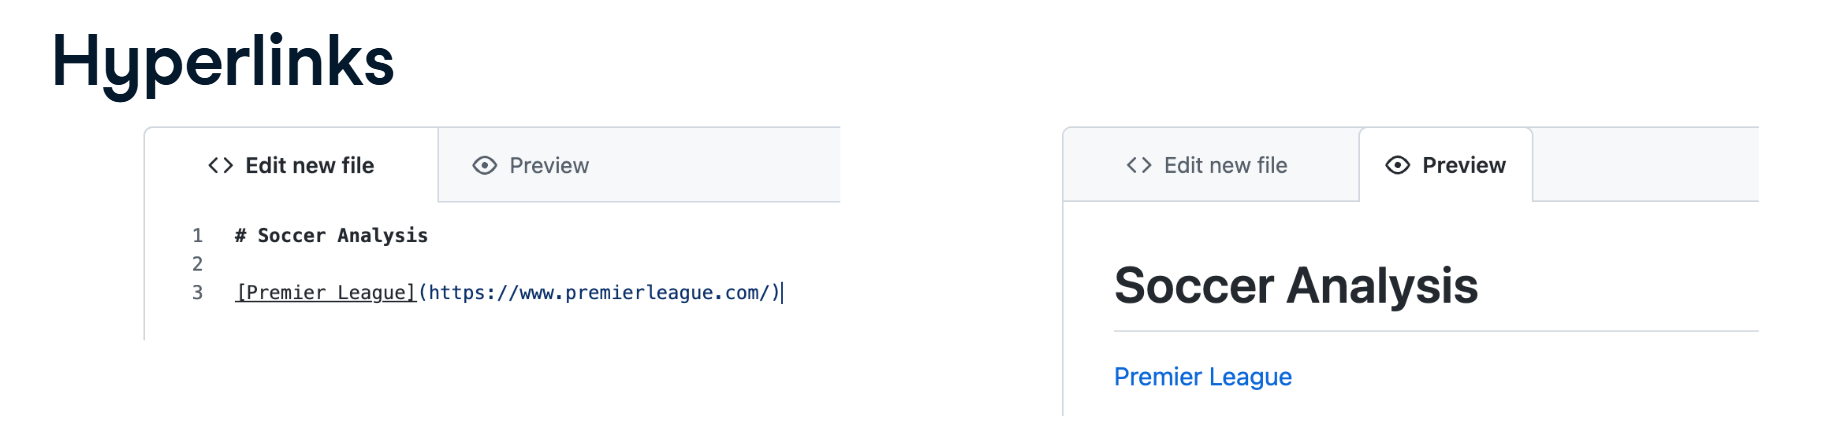 Hyperlinks
<> Edit new file
Preview
1 # Soccer Analysis
2
3 [Premier League](https://www.premierleague.com/)
<> Edit new file
Preview
Soccer Analysis
Premier League